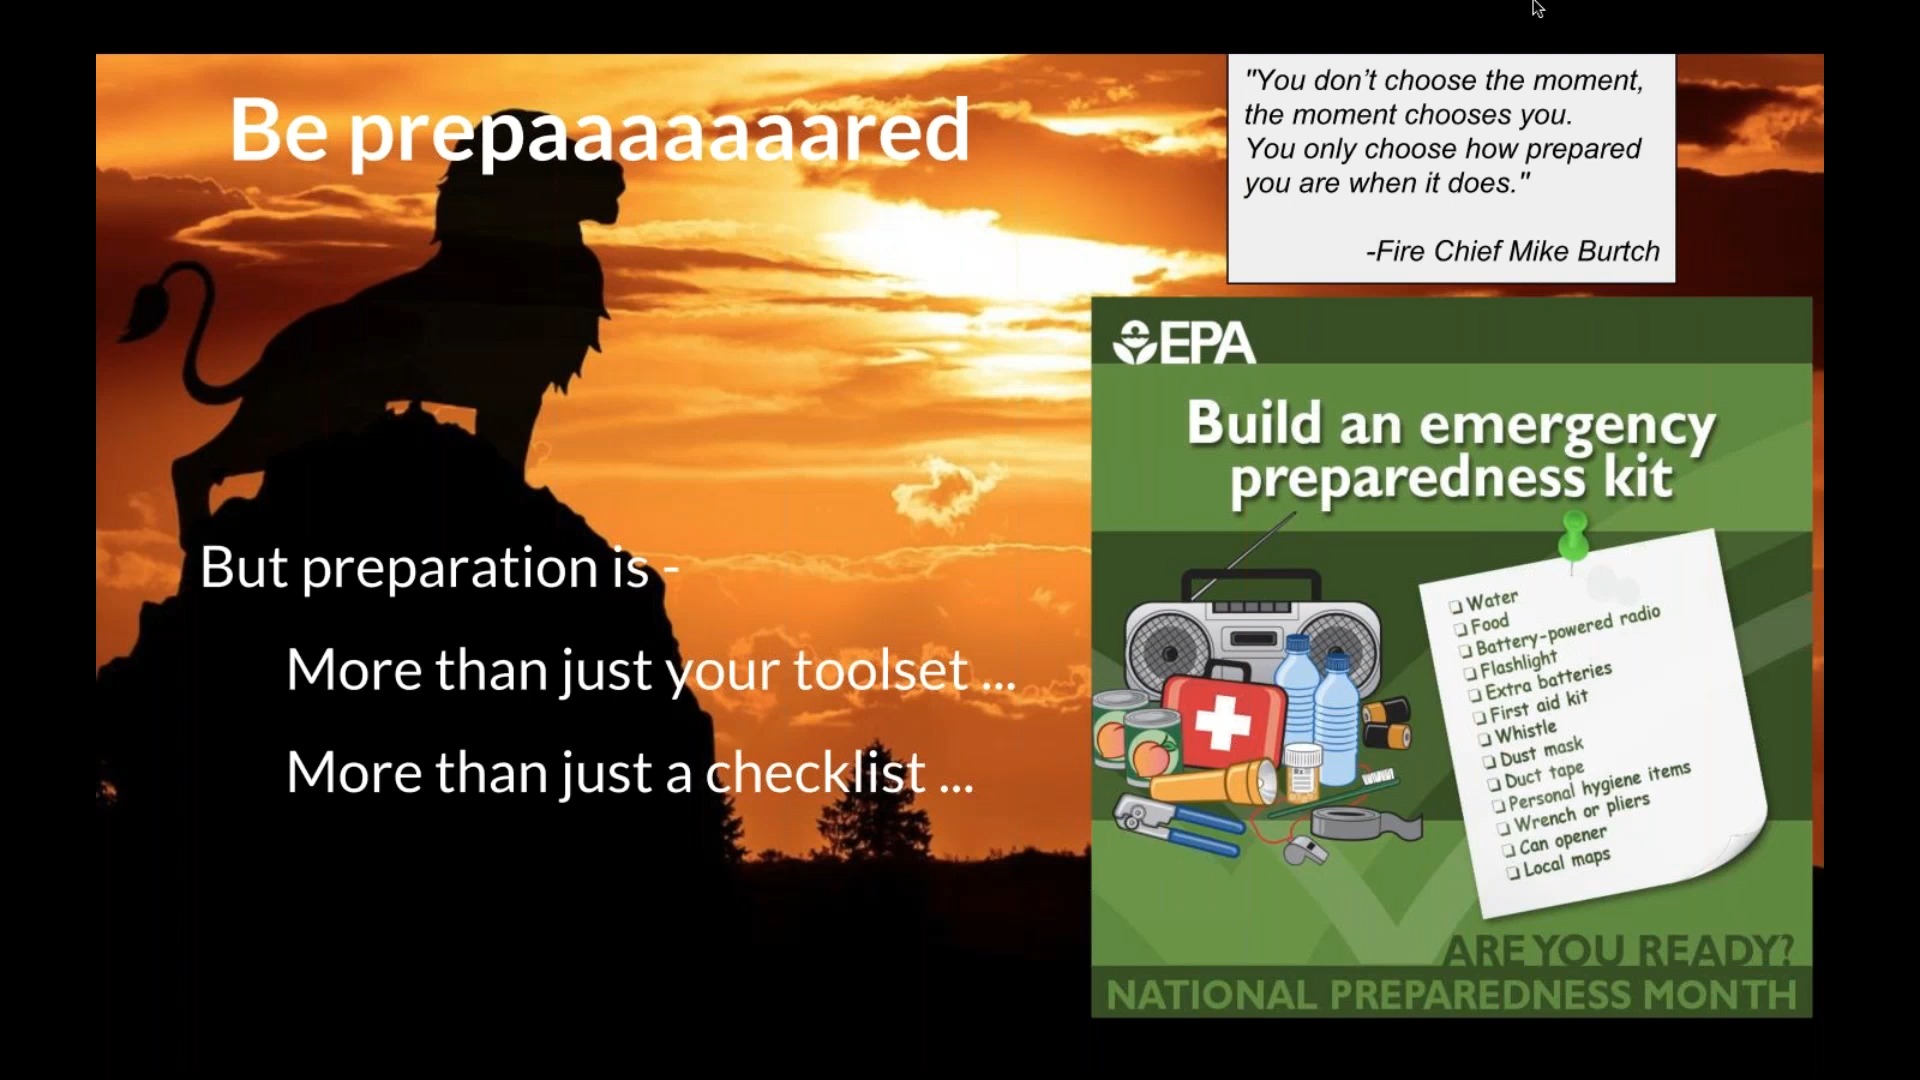 Be prepaaaaaaared
"You don’t choose the moment,
the moment chooses you.
You only choose how prepared
you are when it does."
-Fire Chief Mike Burtch
But preparation is -
More than just your toolset ...
More than just a checklist ...
EPA
Build an emergency
preparedness kit
Water
Food
Battery-powered radio
Flashlight
Extra batteries
First aid kit
Whistle
Dust mask
Duct tape
Personal hygiene items
Wrench or pliers
Can opener
Local maps
Rx
ARE YOU READY?
NATIONAL PREPAREDNESS MONTH